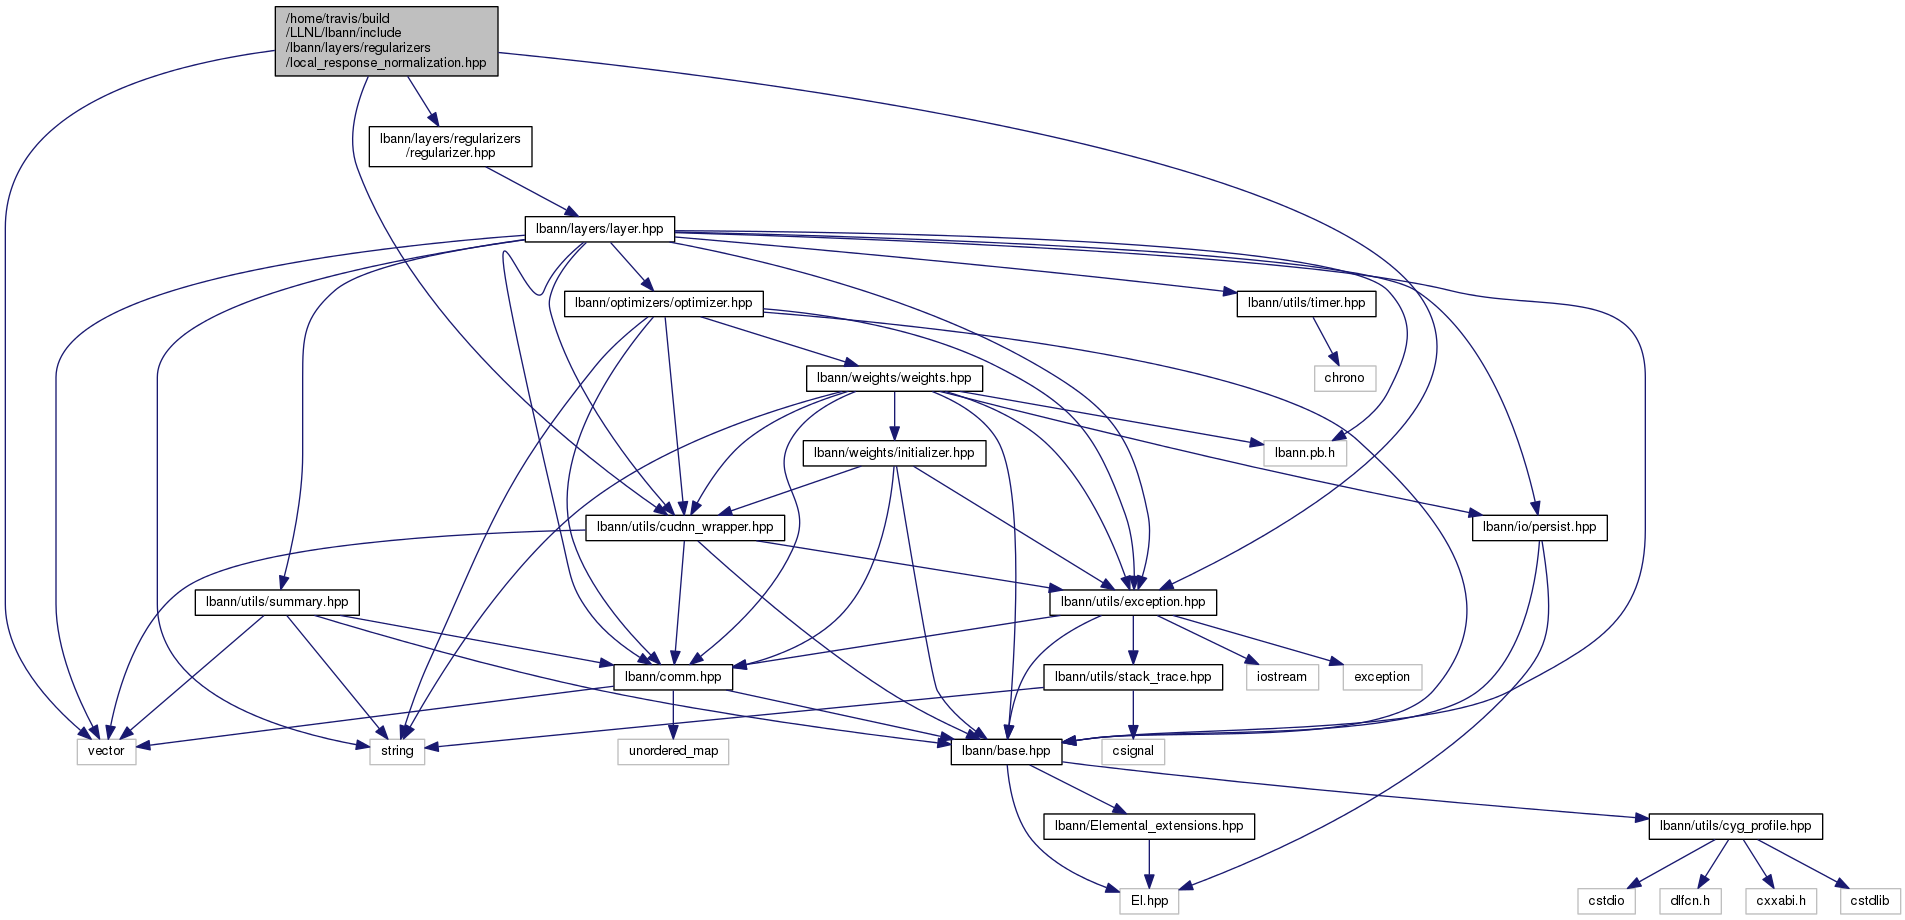 /home/travis/build
/LLNL/lbann/include
/lbann/layers/regularizers
/local_response_normalization.hpp
lbann/layers/regularizers
/regularizer.hpp
lbann/layers/layer.hpp
lbann/optimizers/optimizer.hpp
lbann/utils/timer.hpp
lbann/weights/weights.hpp
chrono
lbann/weights/initializer.hpp
lbann.pb.h
lbann/utils/cudnn_wrapper.hpp
lbann/io/persist.hpp
lbann/utils/summary.hpp
lbann/utils/exception.hpp
lbann/comm.hpp
lbann/utils/stack_trace.hpp
iostream
exception
vector
string
unordered_map
lbann/base.hpp
csignal
lbann/Elemental_extensions.hpp
lbann/utils/cyg_profile.hpp
El.hpp
cstdio
dlfcn.h
cxxabi.h
cstdlib